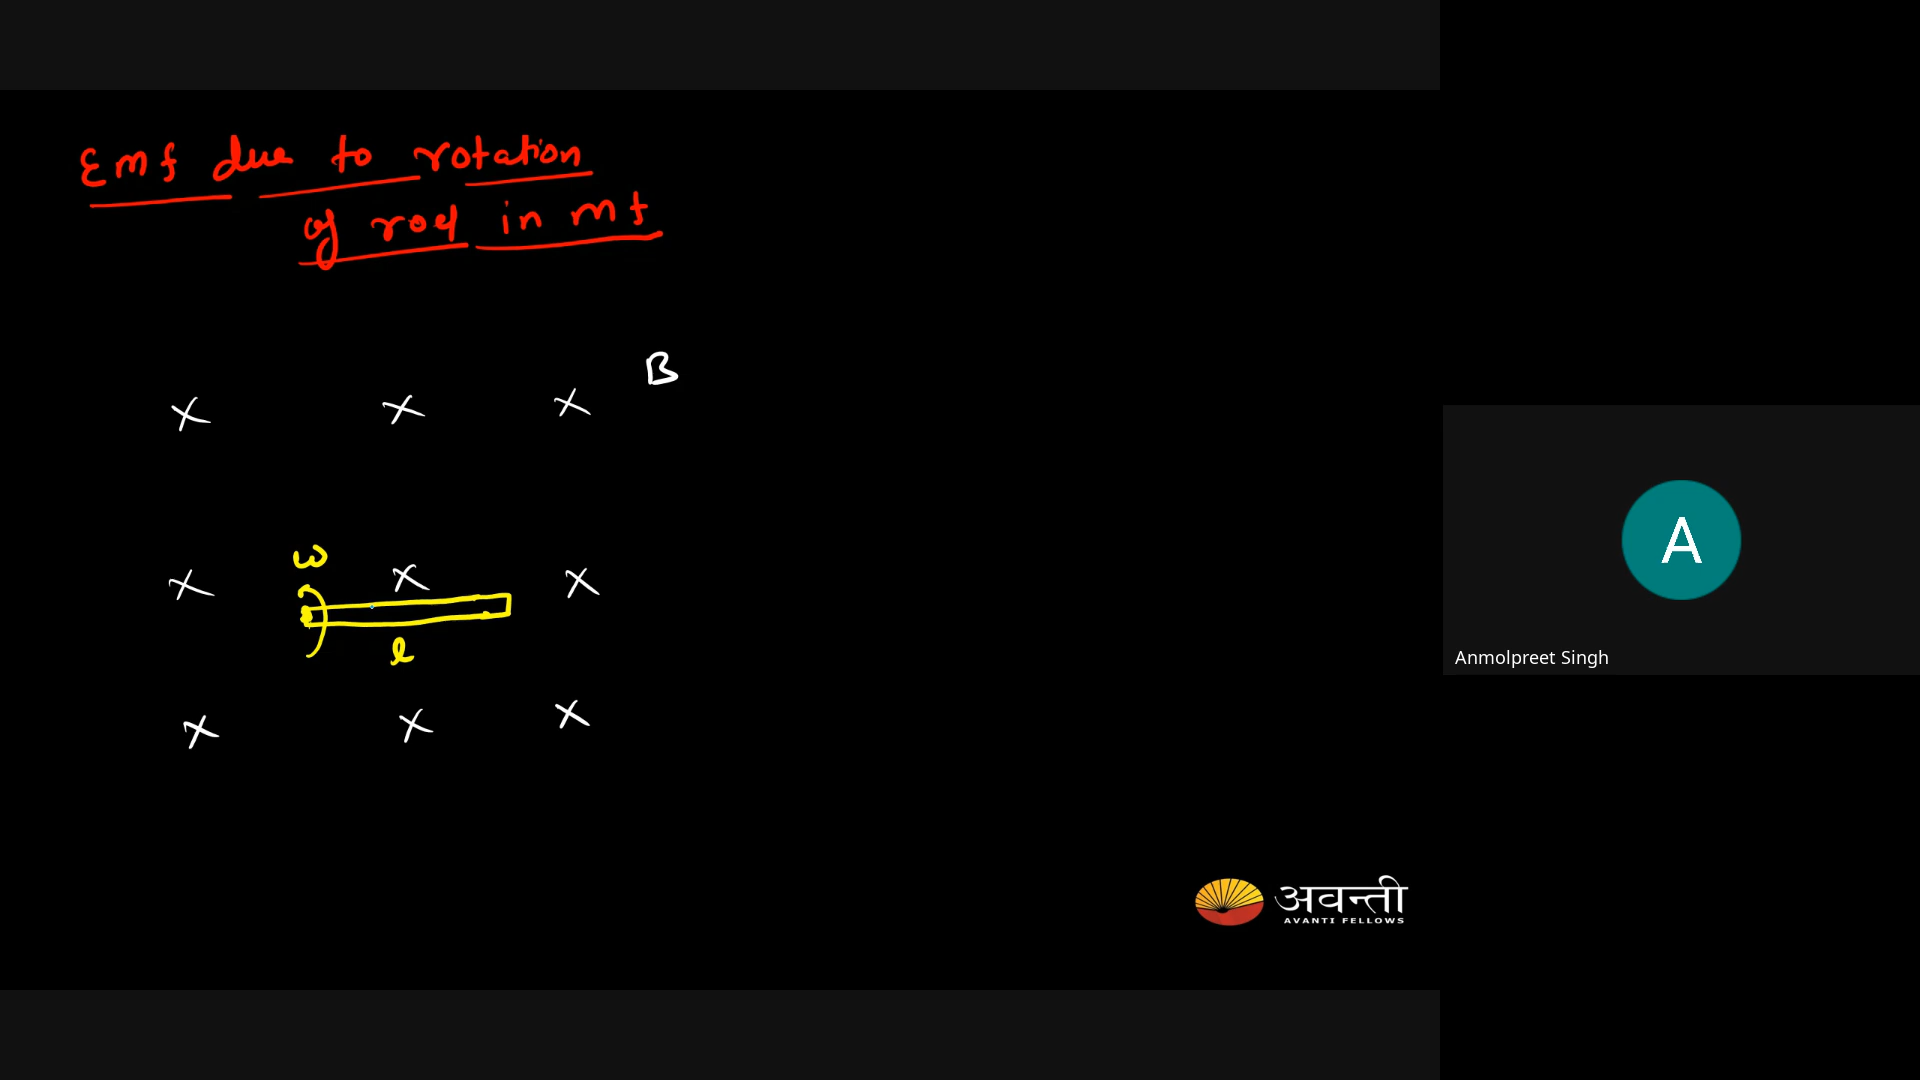 Emf due to rotation
of rod in mf
B
x x x
ω
x x x
l
x x x
A
Anmolpreet Singh
अवन्ती
AVANTI FELLOWS